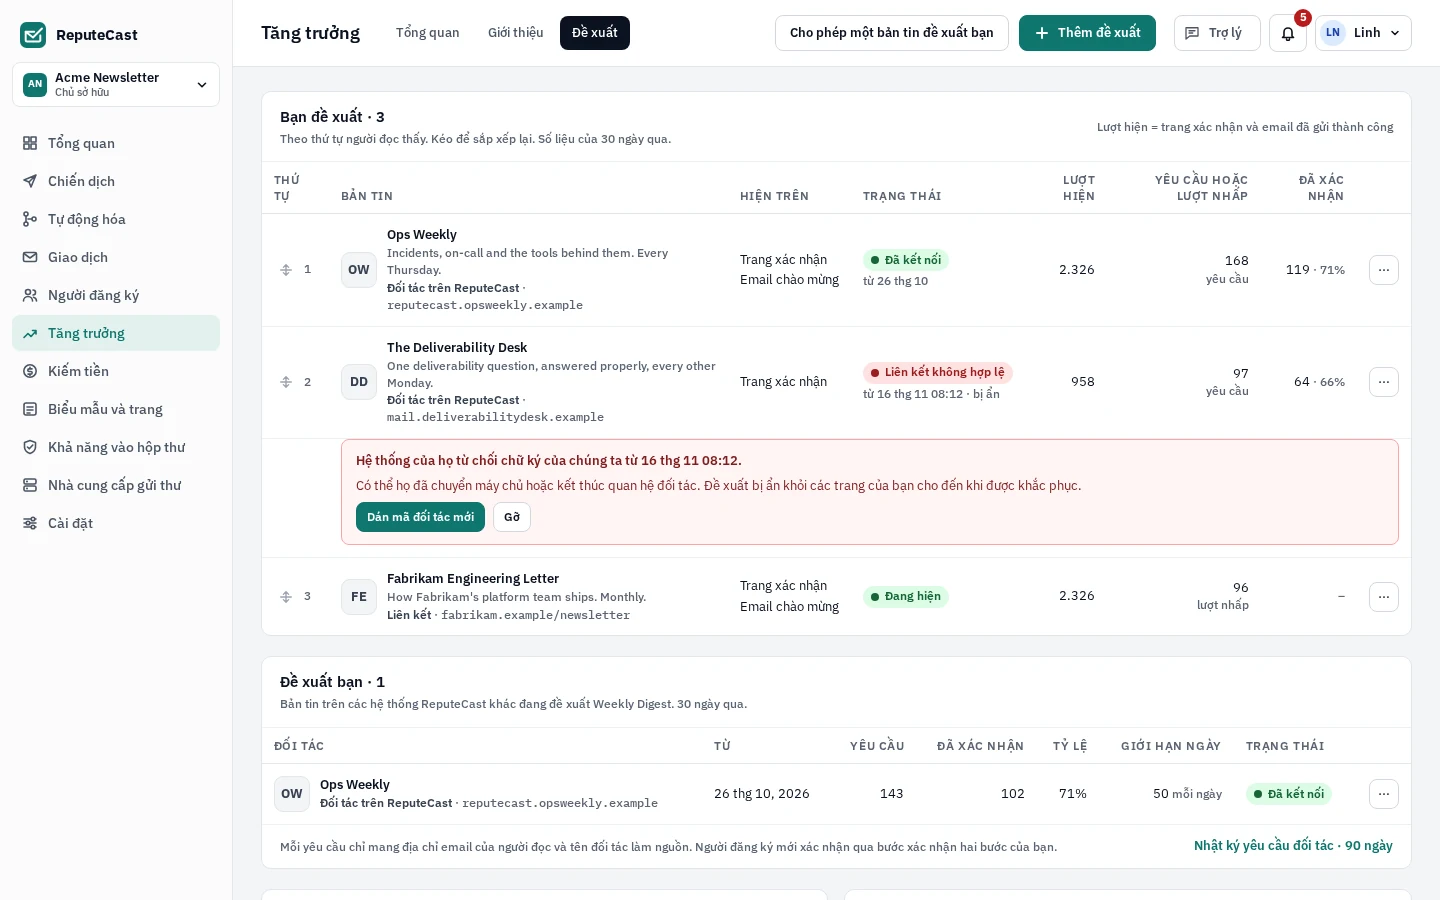 ReputeCast
AN
Acme Newsletter
Chủ sở hữu
Tổng quan
Chiến dịch
Tự động hóa
Giao dịch
Người đăng ký
Tăng trưởng
Kiếm tiền
Biểu mẫu và trang
Khả năng vào hộp thư
Nhà cung cấp gửi thư
Cài đặt
Tăng trưởng
Tổng quan
Giới thiệu
Đề xuất
Cho phép một bản tin đề xuất bạn
Thêm đề xuất
Trợ lý
5
LN
Linh
Bạn đề xuất · 3
Theo thứ tự người đọc thấy. Kéo để sắp xếp lại. Số liệu của 30 ngày qua.
Lượt hiện = trang xác nhận và email đã gửi thành công
THỨ TỰ
BẢN TIN
HIỆN TRÊN
TRẠNG THÁI
LƯỢT HIỆN
YÊU CẦU HOẶC LƯỢT NHẤP
ĐÃ XÁC NHẬN
1
OW
Ops Weekly
Incidents, on-call and the tools behind them. Every
Thursday.
Đối tác trên ReputeCast ·
reputecast.opsweekly.example
Trang xác nhận
Email chào mừng
Đã kết nối
từ 26 thg 10
2.326
168
yêu cầu
119 · 71%
2
DD
The Deliverability Desk
One deliverability question, answered properly, every other
Monday.
Đối tác trên ReputeCast ·
mail.deliverabilitydesk.example
Trang xác nhận
Liên kết không hợp lệ
từ 16 thg 11 08:12 · bị ẩn
958
97
yêu cầu
64 · 66%
Hệ thống của họ từ chối chữ ký của chúng ta từ 16 thg 11 08:12.
Có thể họ đã chuyển máy chủ hoặc kết thúc quan hệ đối tác. Đề xuất bị ẩn khỏi các trang của bạn cho đến khi được khắc phục.
Dán mã đối tác mới
Gỡ
3
FE
Fabrikam Engineering Letter
How Fabrikam's platform team ships. Monthly.
Liên kết · fabrikam.example/newsletter
Trang xác nhận
Email chào mừng
Đang hiện
2.326
96
lượt nhấp
–
Đề xuất bạn · 1
Bản tin trên các hệ thống ReputeCast khác đang đề xuất Weekly Digest. 30 ngày qua.
ĐỐI TÁC
TỪ
YÊU CẦU
ĐÃ XÁC NHẬN
TỶ LỆ
GIỚI HẠN NGÀY
TRẠNG THÁI
OW
Ops Weekly
Đối tác trên ReputeCast · reputecast.opsweekly.example
26 thg 10, 2026
143
102
71%
50 mỗi ngày
Đã kết nối
Mỗi yêu cầu chỉ mang địa chỉ email của người đọc và tên đối tác làm nguồn. Người đăng ký mới xác nhận qua bước xác nhận hai bước của bạn.
Nhật ký yêu cầu đối tác · 90 ngày